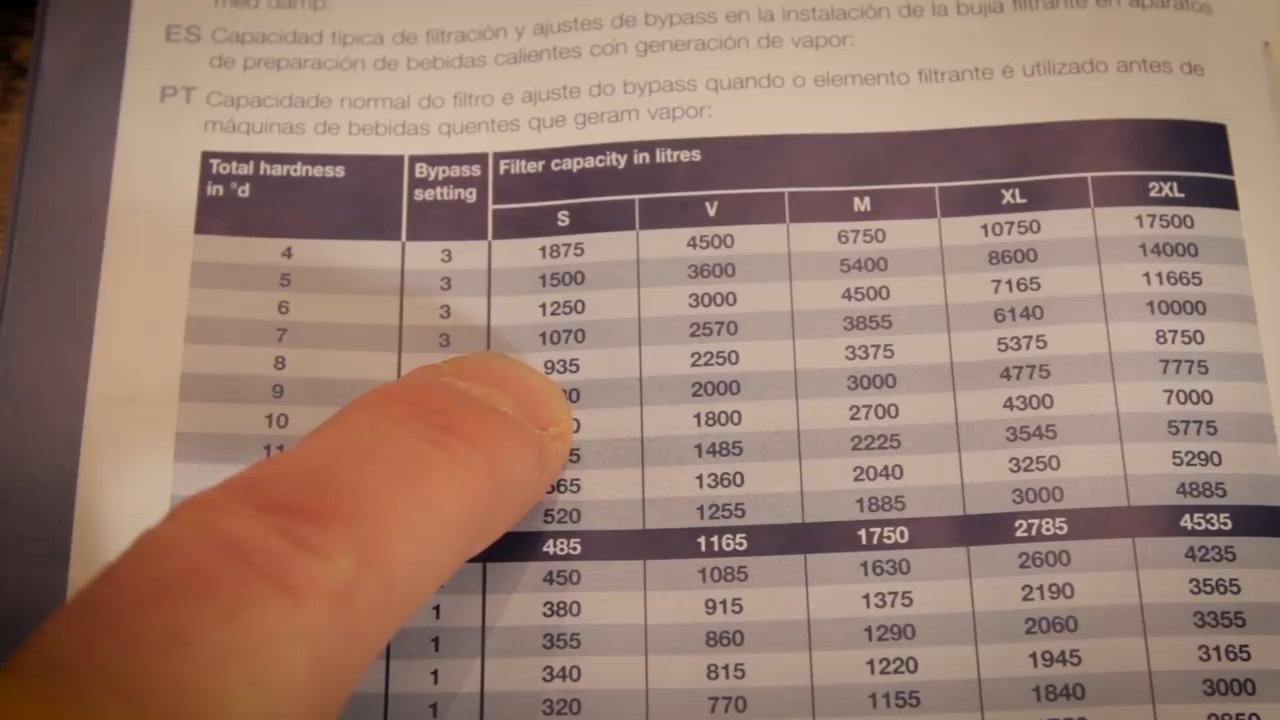 ES Capacidad típica de filtración y ajustes de bypass en la instalación de la bujía filtrante en aparatos
de preparación de bebidas calientes con generación de vapor:
PT Capacidade normal do filtro e ajuste do bypass quando o elemento filtrante é utilizado antes de
máquinas de bebidas quentes que geram vapor:
Total hardness in °d Bypass setting Filter capacity in litres
S V M XL 2XL
4 3 1875 4500 6750 10750 17500
5 3 1500 3600 5400 8600 14000
6 3 1250 3000 4500 7165 11665
7 3 1070 2570 3855 6140 10000
8 935 2250 3375 5375 8750
9 2000 3000 4775 7775
10 1800 2700 4300 7000
11 1485 2225 3545 5775
1360 2040 3250 5290
520 1255 1885 3000 4885
485 1165 1750 2785 4535
450 1085 1630 2600 4235
1 380 915 1375 2190 3565
1 355 860 1290 2060 3355
1 340 815 1220 1945 3165
1 320 770 1155 1840 3000